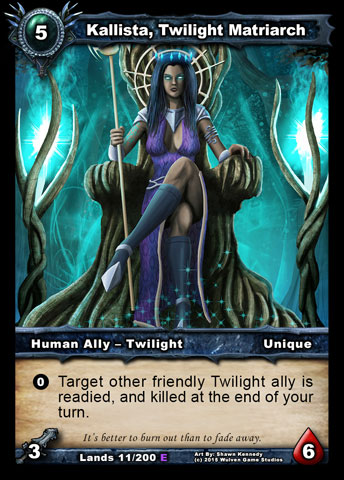 5
Kallista, Twilight Matriarch
Human Ally – Twilight
Unique
0
Target other friendly Twilight ally is
readied, and killed at the end of your
turn.
It's better to burn out than to fade away.
3
Lands 11/200 E
Art By: Shawn Kennedy
(c) 2015 Wulven Game Studios
6